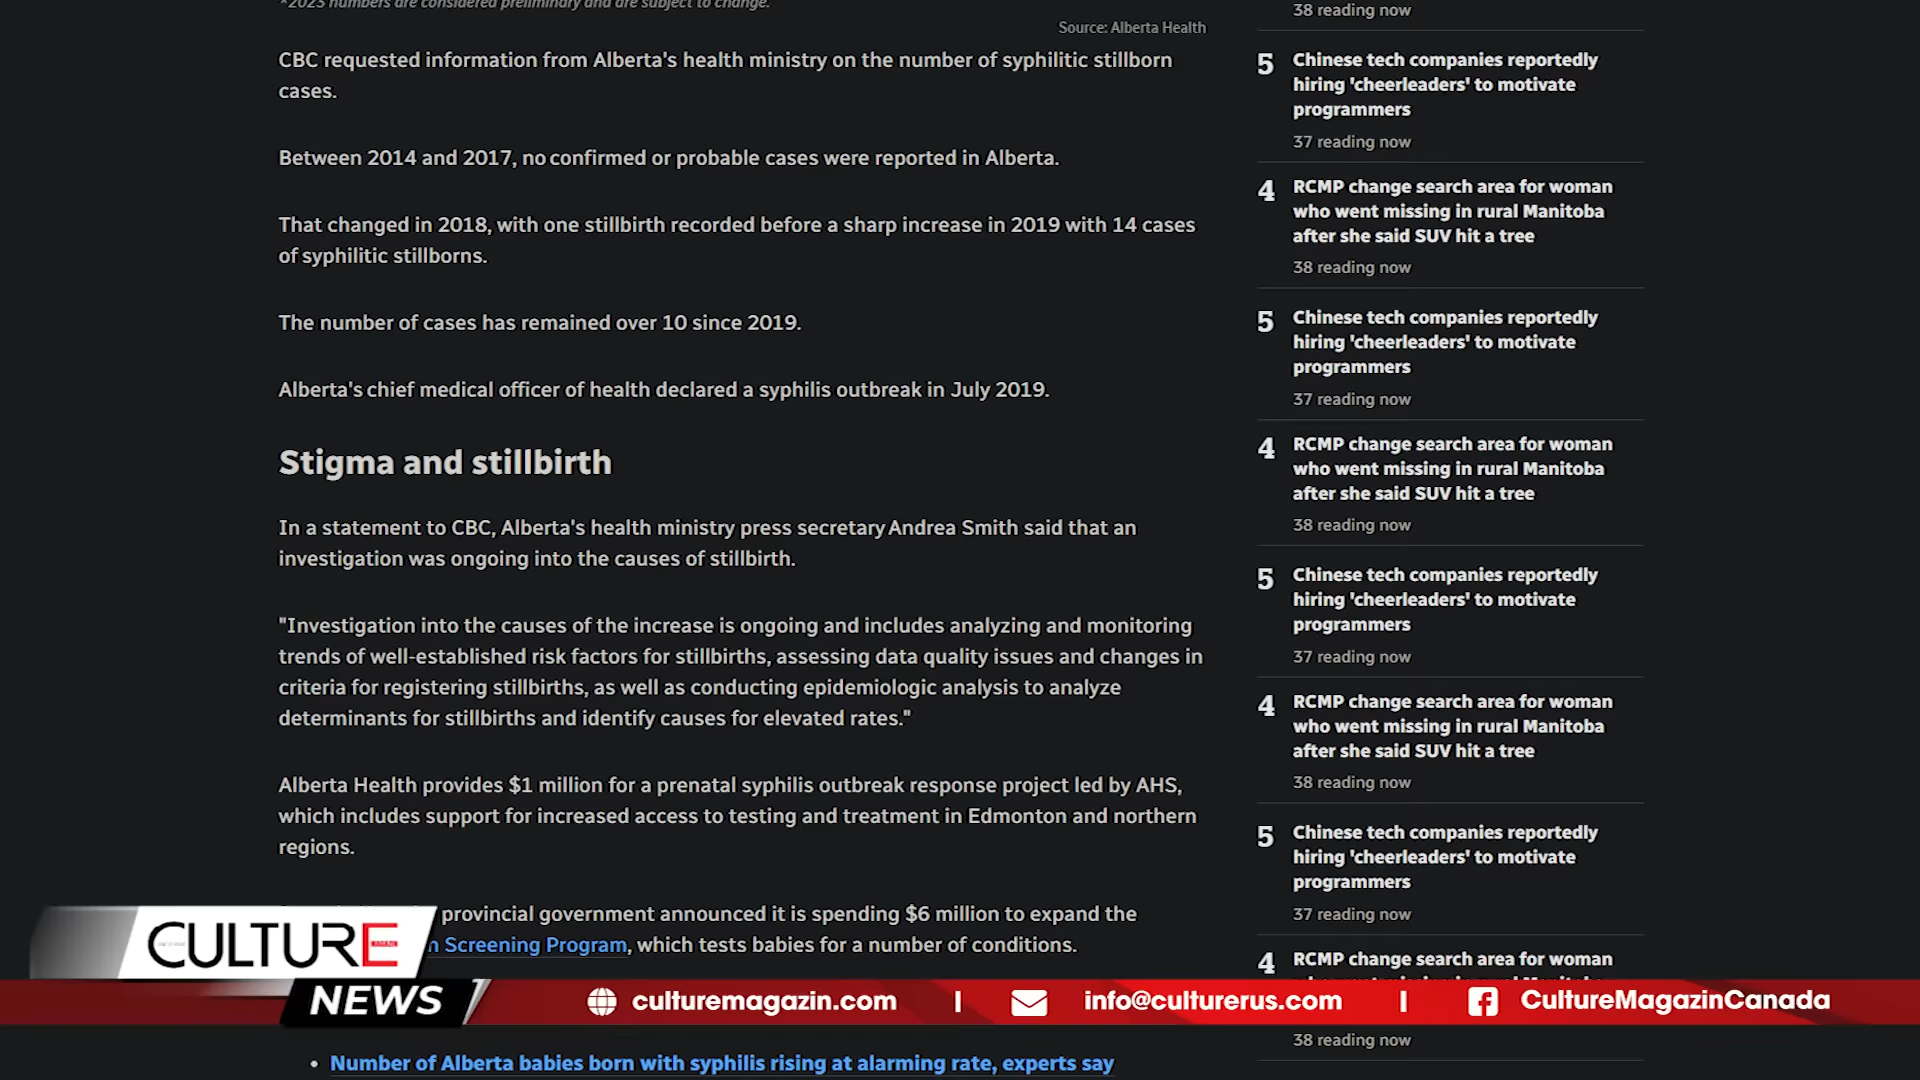 *2023 numbers are considered preliminary and are subject to change.
Source: Alberta Health
CBC requested information from Alberta's health ministry on the number of syphilitic stillborn
cases.
Between 2014 and 2017, no confirmed or probable cases were reported in Alberta.
That changed in 2018, with one stillbirth recorded before a sharp increase in 2019 with 14 cases
of syphilitic stillborns.
The number of cases has remained over 10 since 2019.
Alberta's chief medical officer of health declared a syphilis outbreak in July 2019.
Stigma and stillbirth
In a statement to CBC, Alberta's health ministry press secretary Andrea Smith said that an
investigation was ongoing into the causes of stillbirth.
"Investigation into the causes of the increase is ongoing and includes analyzing and monitoring
trends of well-established risk factors for stillbirths, assessing data quality issues and changes in
criteria for registering stillbirths, as well as conducting epidemiologic analysis to analyze
determinants for stillbirths and identify causes for elevated rates."
Alberta Health provides $1 million for a prenatal syphilis outbreak response project led by AHS,
which includes support for increased access to testing and treatment in Edmonton and northern
regions.
provincial government announced it is spending $6 million to expand the
Screening Program, which tests babies for a number of conditions.
• Number of Alberta babies born with syphilis rising at alarming rate, experts say
38 reading now
5
Chinese tech companies reportedly
hiring 'cheerleaders' to motivate
programmers
37 reading now
4
RCMP change search area for woman
who went missing in rural Manitoba
after she said SUV hit a tree
38 reading now
5
Chinese tech companies reportedly
hiring 'cheerleaders' to motivate
programmers
37 reading now
4
RCMP change search area for woman
who went missing in rural Manitoba
after she said SUV hit a tree
38 reading now
5
Chinese tech companies reportedly
hiring 'cheerleaders' to motivate
programmers
37 reading now
4
RCMP change search area for woman
who went missing in rural Manitoba
after she said SUV hit a tree
38 reading now
5
Chinese tech companies reportedly
hiring 'cheerleaders' to motivate
programmers
37 reading now
4
RCMP change search area for woman
38 reading now
CULTURE
NEWS
culturemagazin.com | info@culturerus.com | CultureMagazinCanada